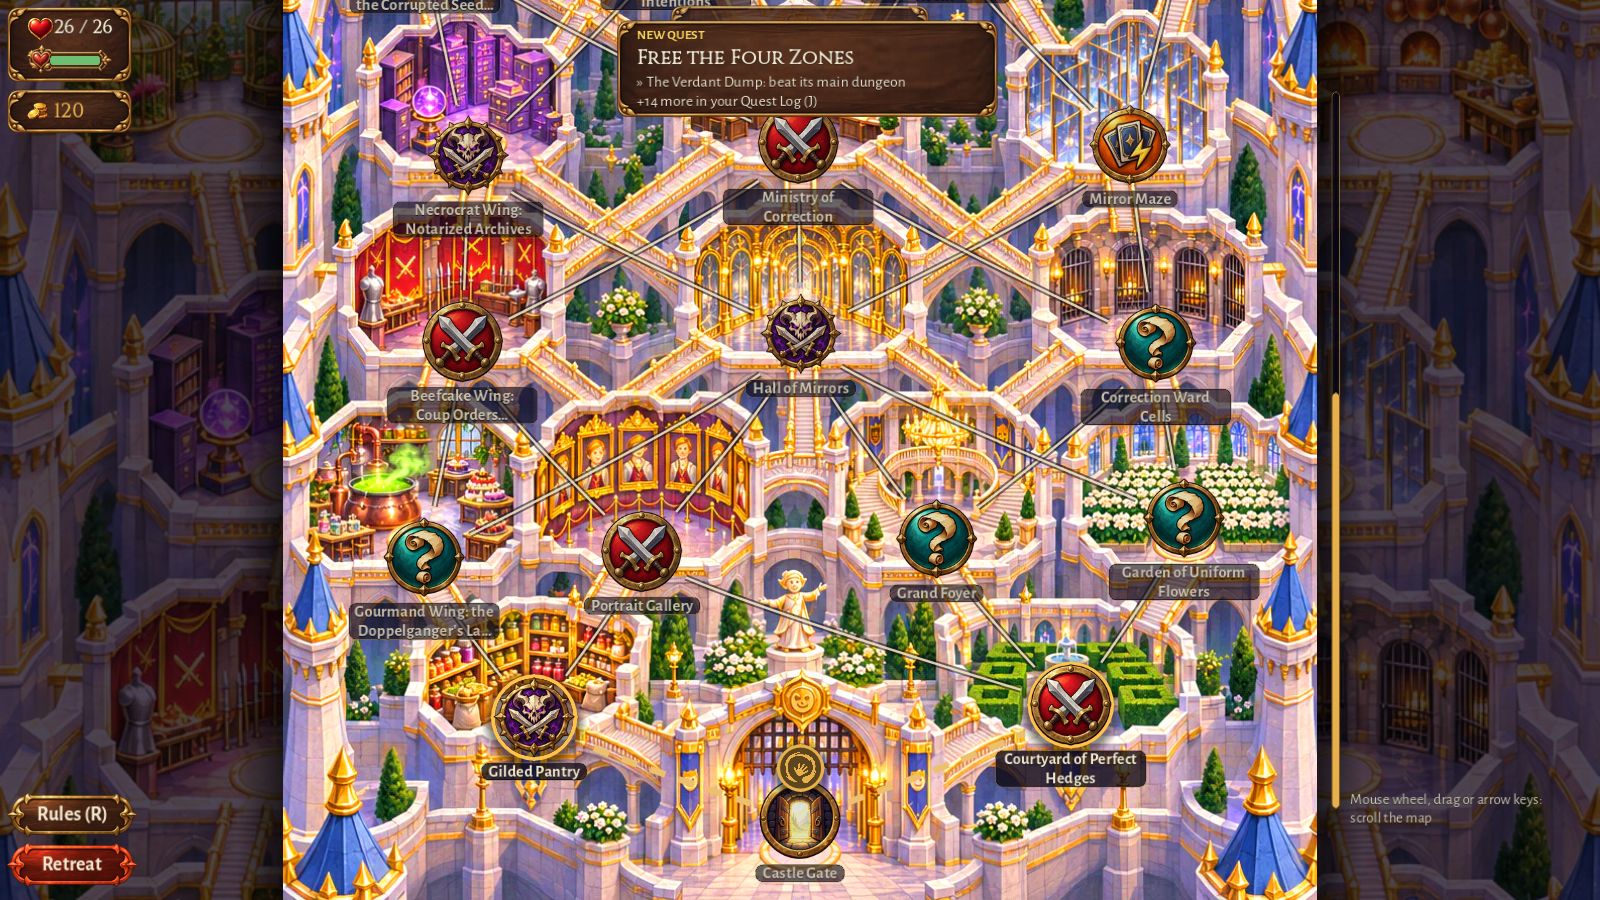 26 / 26
120
the Corrupted Seed...
Intentions
NEW QUEST
FREE THE FOUR ZONES
» The Verdant Dump: beat its main dungeon
+14 more in your Quest Log (J)
Necrocrat Wing:
Notarized Archives
Ministry of
Correction
Mirror Maze
Beefcake Wing:
Coup Orders...
Hall of Mirrors
Correction Ward
Cells
Gourmand Wing: the
Doppelganger's La...
Portrait Gallery
Grand Foyer
Garden of Uniform
Flowers
Gilded Pantry
Courtyard of Perfect
Hedges
Castle Gate
Rules (R)
Retreat
Mouse wheel, drag or arrow keys:
scroll the map